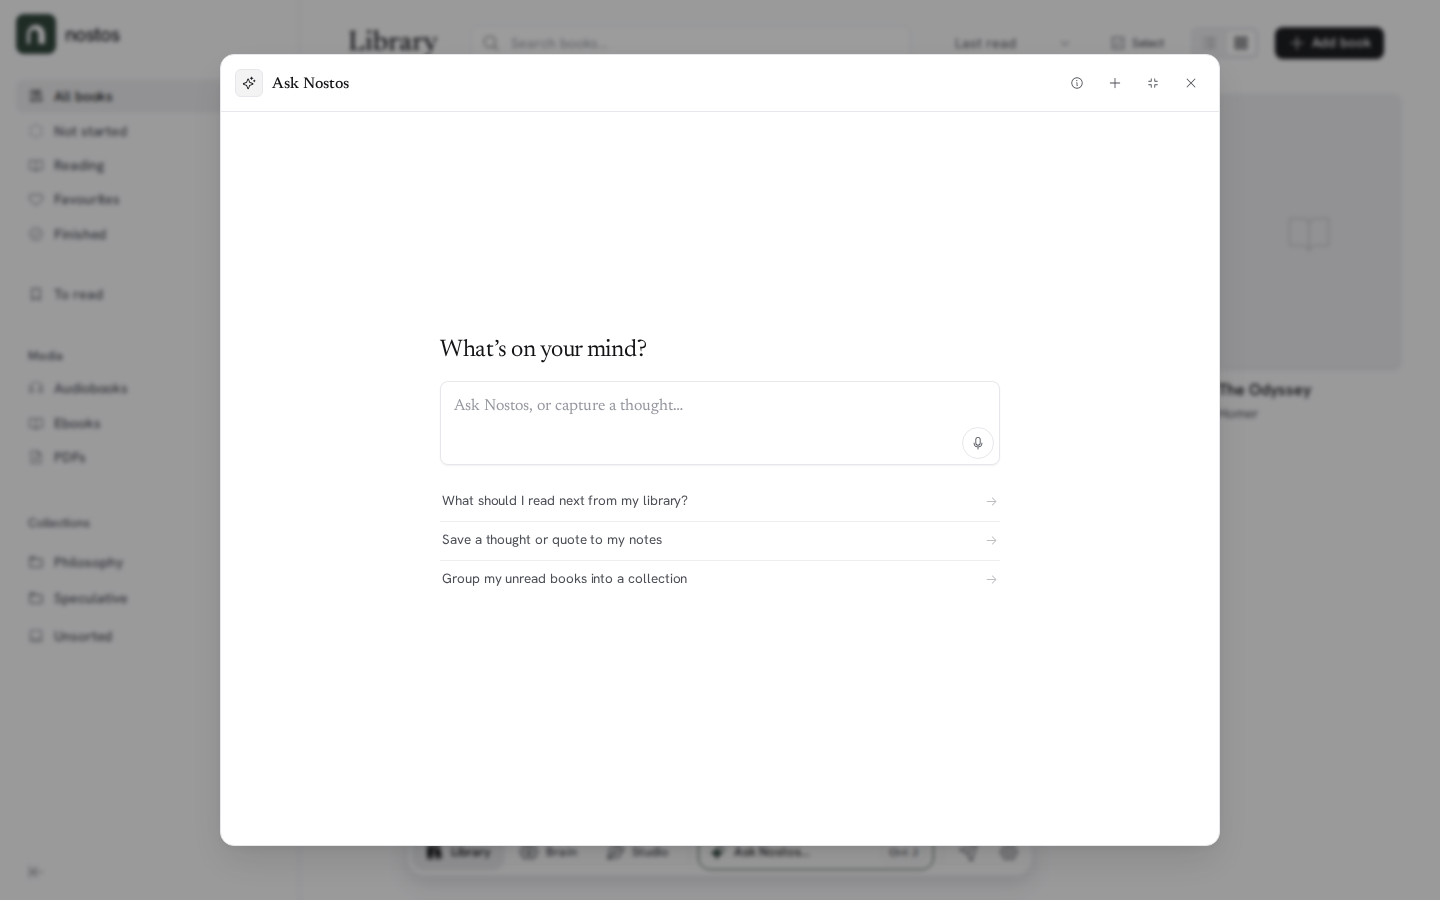 nostos
Library
Search books...
Last read
Select
Add book
Ask Nostos
All books
Not started
Reading
Favourites
Finished
To read
Media
Audiobooks
Ebooks
PDFs
Collections
Philosophy
Speculative
Unsorted
What's on your mind?
Ask Nostos, or capture a thought...
What should I read next from my library?
Save a thought or quote to my notes
Group my unread books into a collection
The Odyssey
Homer
Library
Brain
Studio
Ask Nostos...